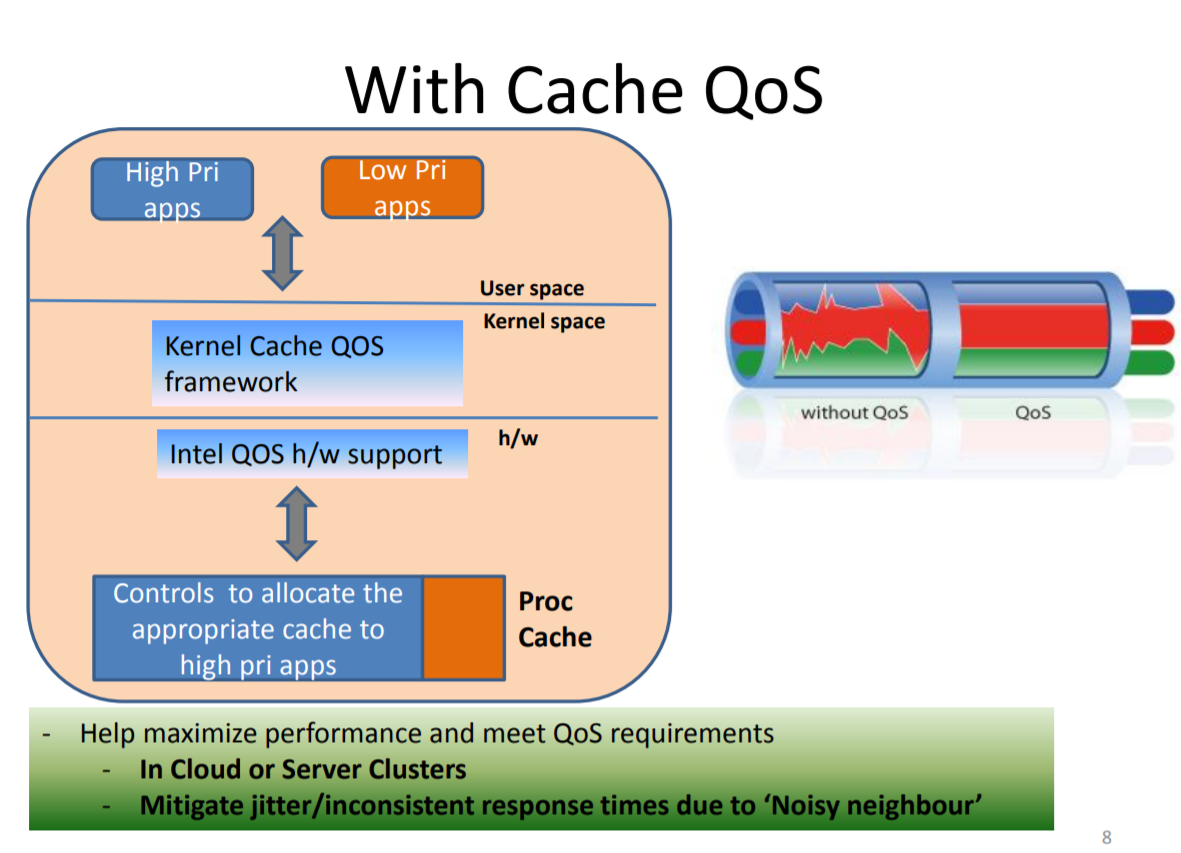 With Cache QoS
High Pri
apps
Low Pri
apps
User space
Kernel space
Kernel Cache QOS
framework
h/w
Intel QOS h/w support
Controls to allocate the
appropriate cache to
high pri apps
Proc
Cache
without QoS
QoS
- Help maximize performance and meet QoS requirements
- In Cloud or Server Clusters
- Mitigate jitter/inconsistent response times due to ‘Noisy neighbour’
8